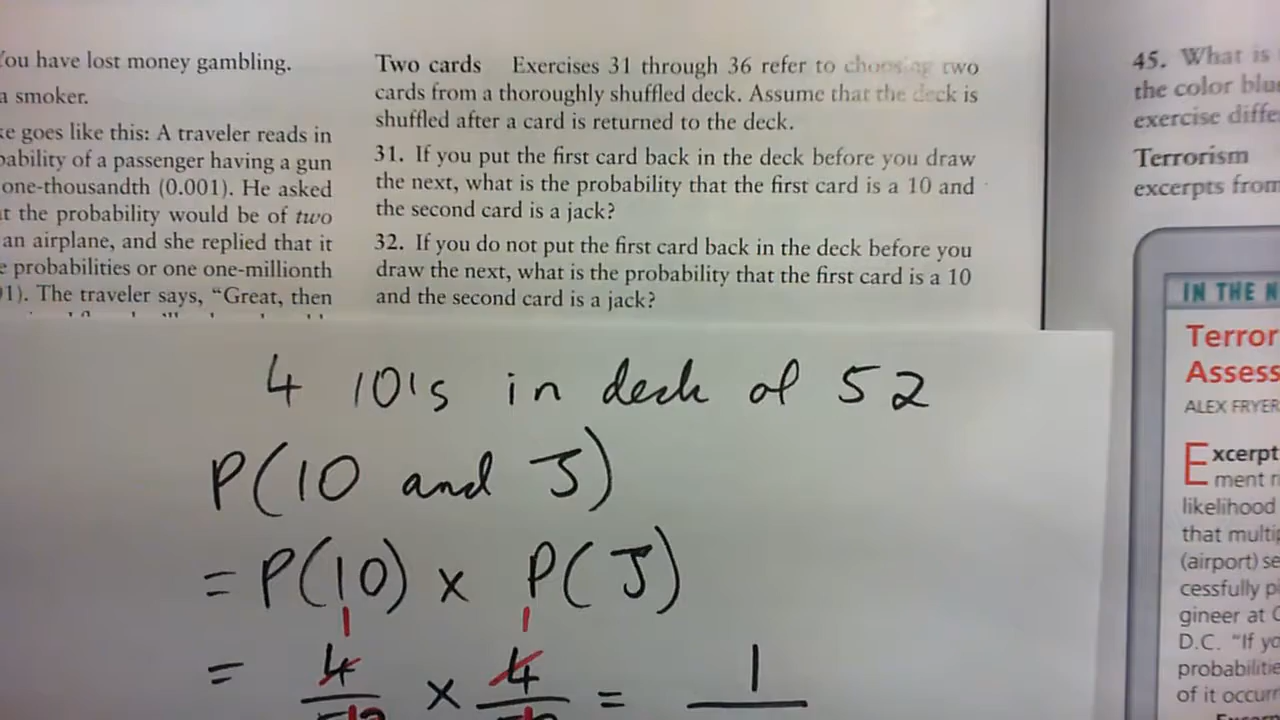 You have lost money gambling.
a smoker.
ke goes like this: A traveler reads in
bability of a passenger having a gun
one-thousandth (0.001). He asked
t the probability would be of two
an airplane, and she replied that it
e probabilities or one one-millionth
01). The traveler says, “Great, then
Two cards Exercises 31 through 36 refer to choosing two
cards from a thoroughly shuffled deck. Assume that the deck is
shuffled after a card is returned to the deck.
31. If you put the first card back in the deck before you draw
the next, what is the probability that the first card is a 10 and
the second card is a jack?
32. If you do not put the first card back in the deck before you
draw the next, what is the probability that the first card is a 10
and the second card is a jack?
4 10's in deck of 52
P(10 and J)
= P(10) x P(J)
1 1
= 4 x 4 = 1
45. What is
the color blu
exercise diffe
Terrorism
excerpts from
IN THE N
Terror
Assess
ALEX FRYER
Excerpt
ment r
likelihood
that multip
(airport) se
cessfully p
gineer at C
D.C. “If yo
probabilitie
of it occurr